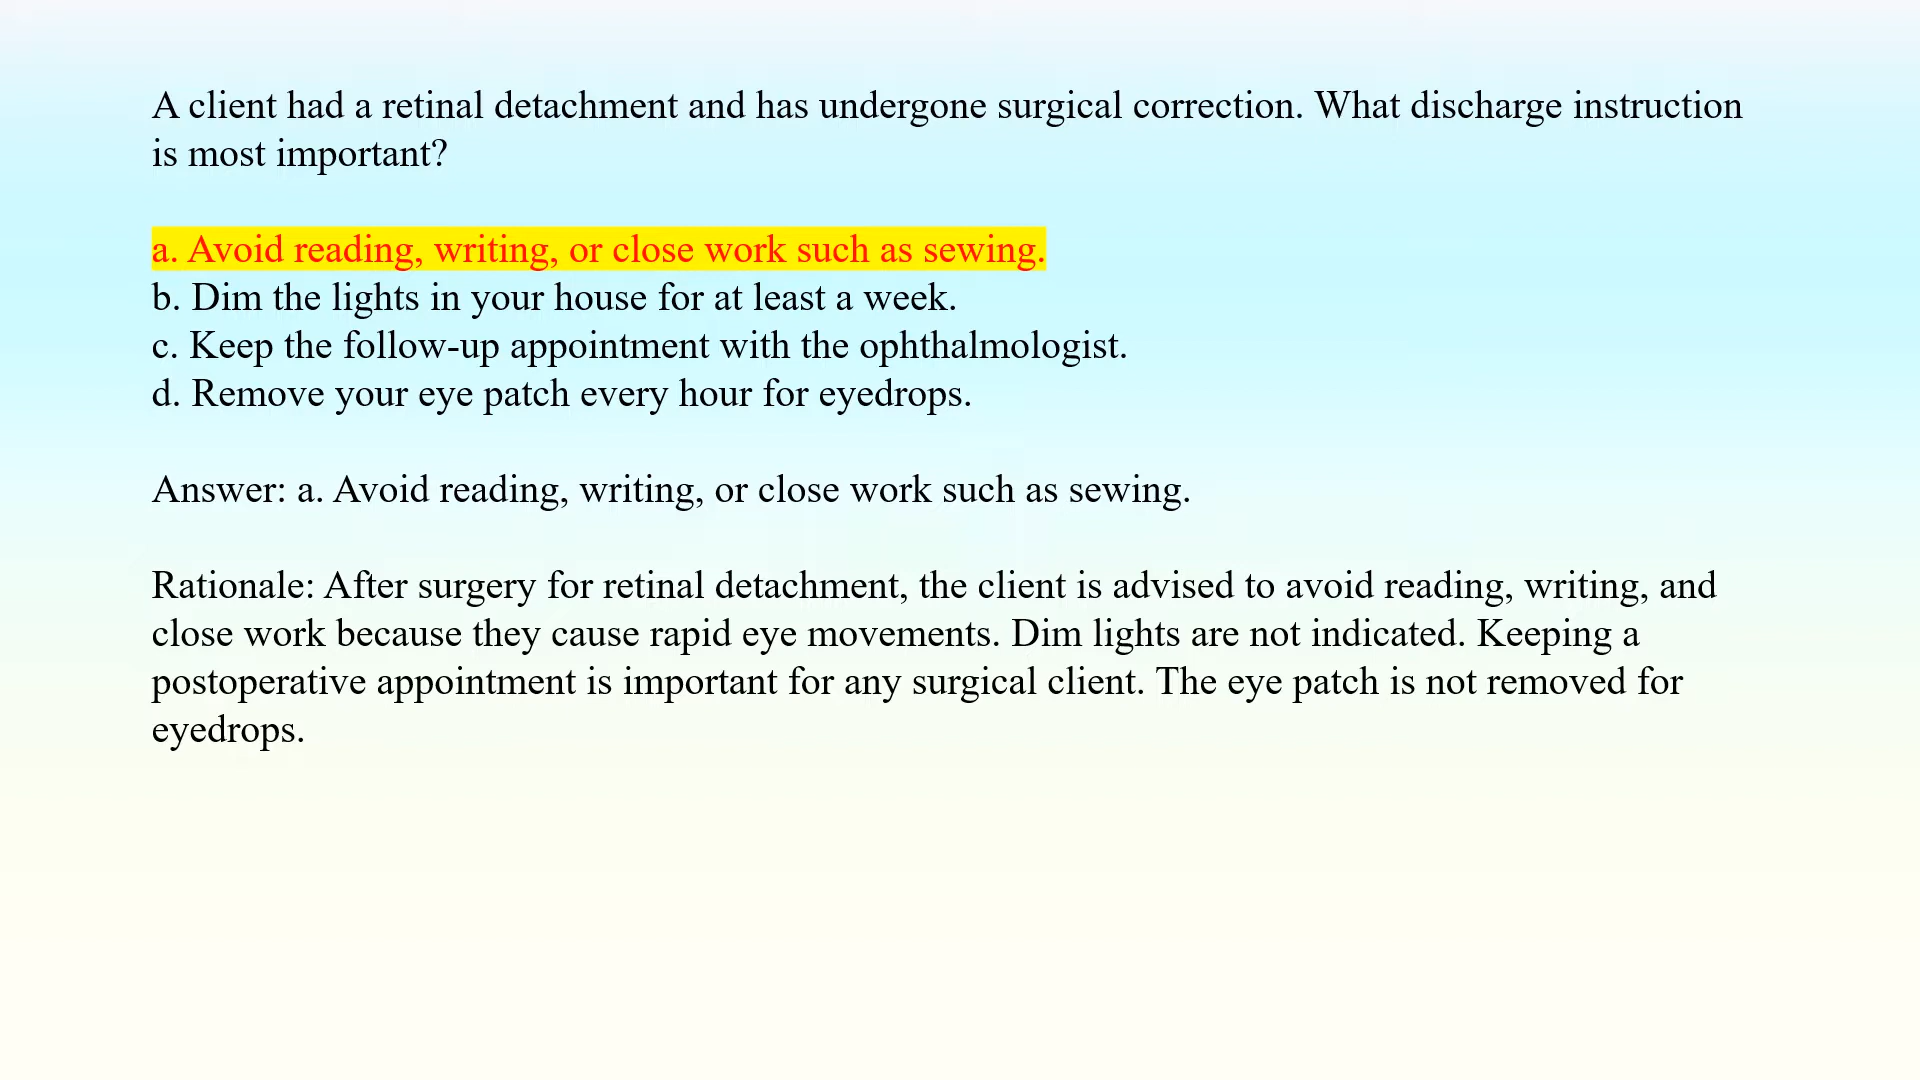 A client had a retinal detachment and has undergone surgical correction. What discharge instruction
is most important?
a. Avoid reading, writing, or close work such as sewing.
b. Dim the lights in your house for at least a week.
c. Keep the follow-up appointment with the ophthalmologist.
d. Remove your eye patch every hour for eyedrops.
Answer: a. Avoid reading, writing, or close work such as sewing.
Rationale: After surgery for retinal detachment, the client is advised to avoid reading, writing, and
close work because they cause rapid eye movements. Dim lights are not indicated. Keeping a
postoperative appointment is important for any surgical client. The eye patch is not removed for
eyedrops.